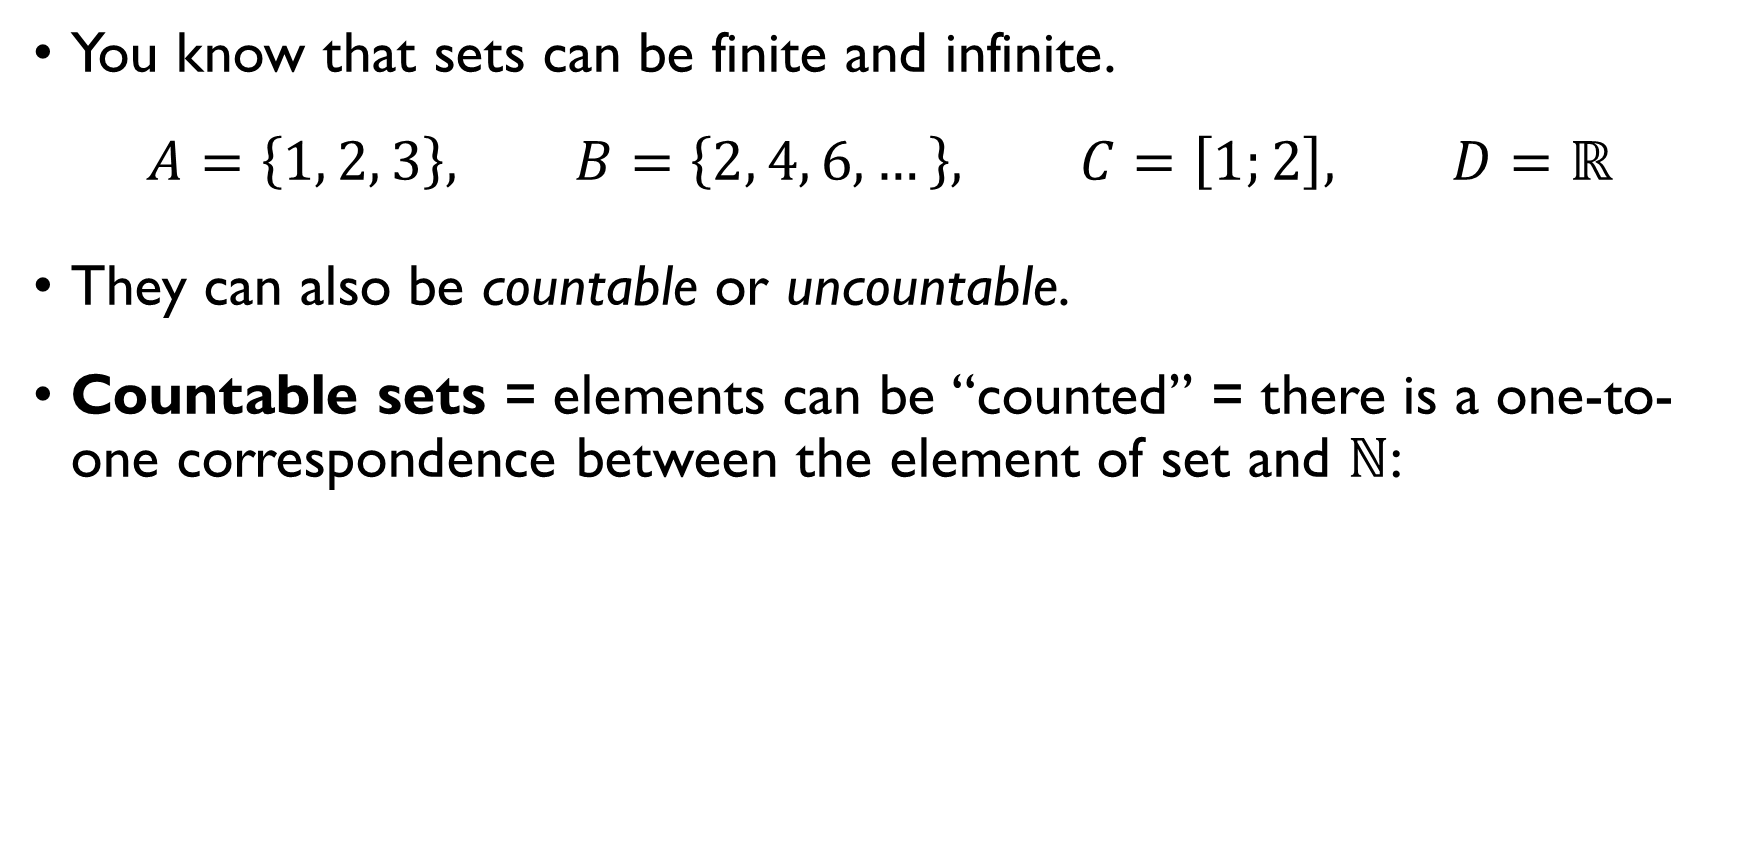 • You know that sets can be finite and infinite.
A = {1, 2, 3}, B = {2, 4, 6, … }, C = [1; 2], D = ℝ
• They can also be countable or uncountable.
• Countable sets = elements can be “counted” = there is a one-to-
one correspondence between the element of set and ℕ: